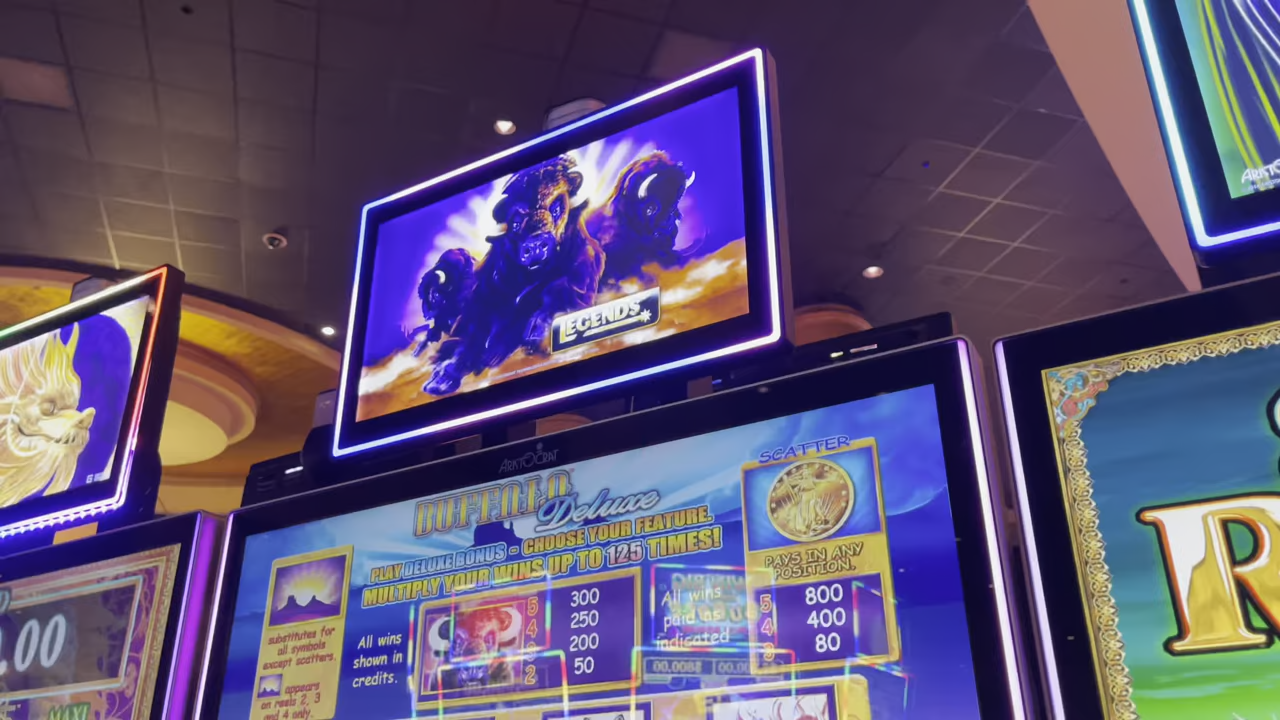 LEGENDS
ARISTOCRAT
BUFFALO
Deluxe
PLAY DELUXE BONUS - CHOOSE YOUR FEATURE.
MULTIPLY YOUR WINS UP TO 125 TIMES!
SCATTER
PAYS IN ANY
POSITION.
5 800
4 400
3 80
substitutes for
all symbols
except scatters.
appears
on reels 2, 3
and 4 only.
All wins
shown in
credits.
5 300
4 250
3 200
2 50
All wins
paid as
indicated
.00
MAXI
R